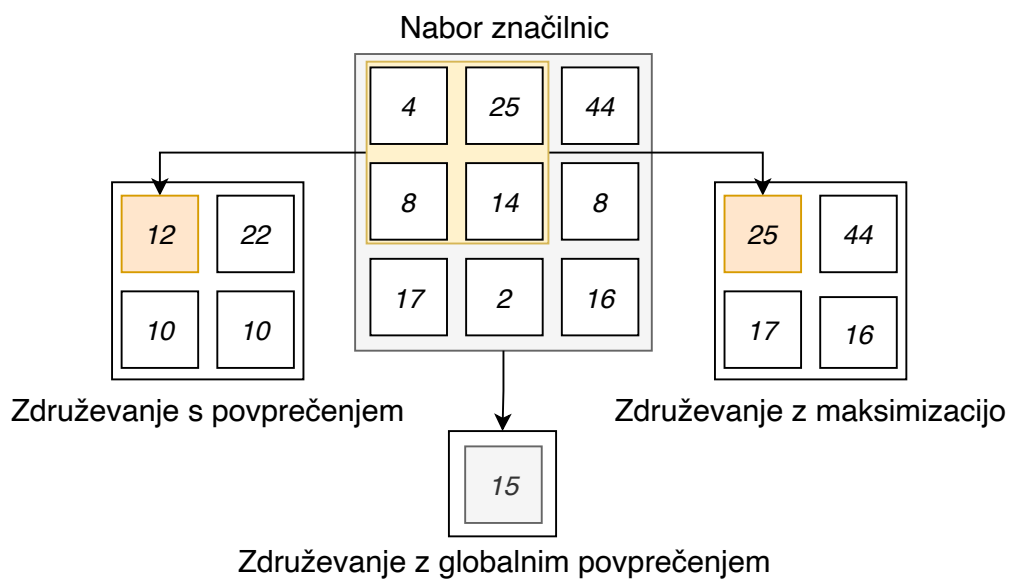 Nabor značilnic
4 25 44
8 14 8
17 2 16
12 22
10 10
Združevanje s povprečenjem
25 44
17 16
Združevanje z maksimizacijo
15
Združevanje z globalnim povprečenjem